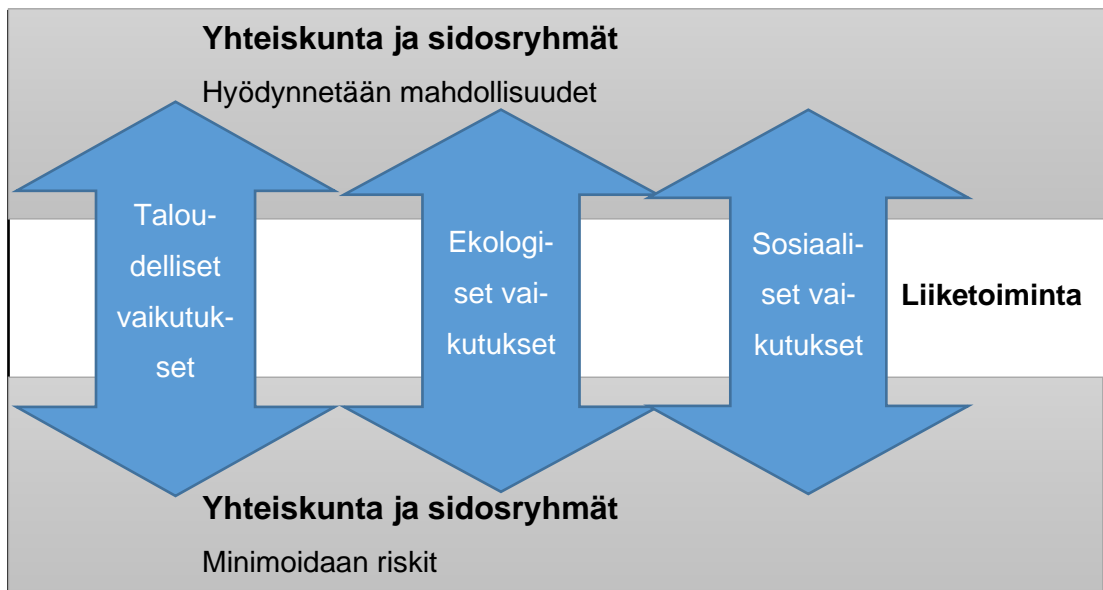 Yhteiskunta ja sidosryhmät
Hyödynnetään mahdollisuudet
Talou-
delliset
vaikutuk-
set
Ekologi-
set vai-
kutukset
Sosiaali-
set vai-
kutukset
Liiketoiminta
Yhteiskunta ja sidosryhmät
Minimoidaan riskit